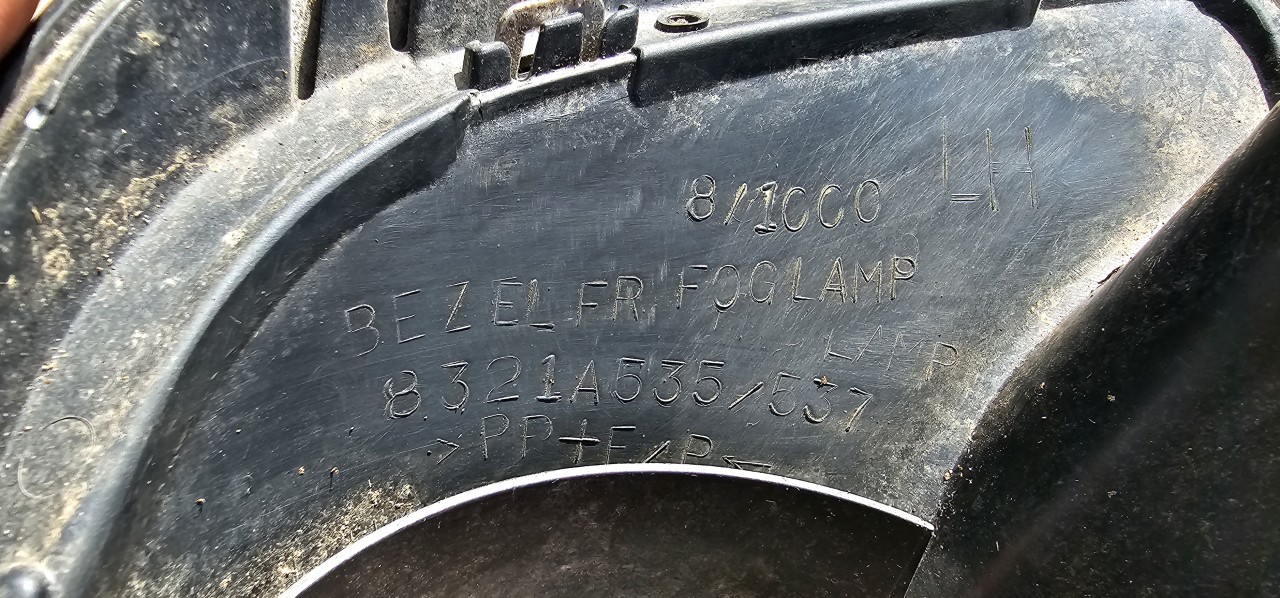 8/1000 LH
BEZEL FR, FOGLAMP
LAMP
8321A535/537
>PP+E/P<